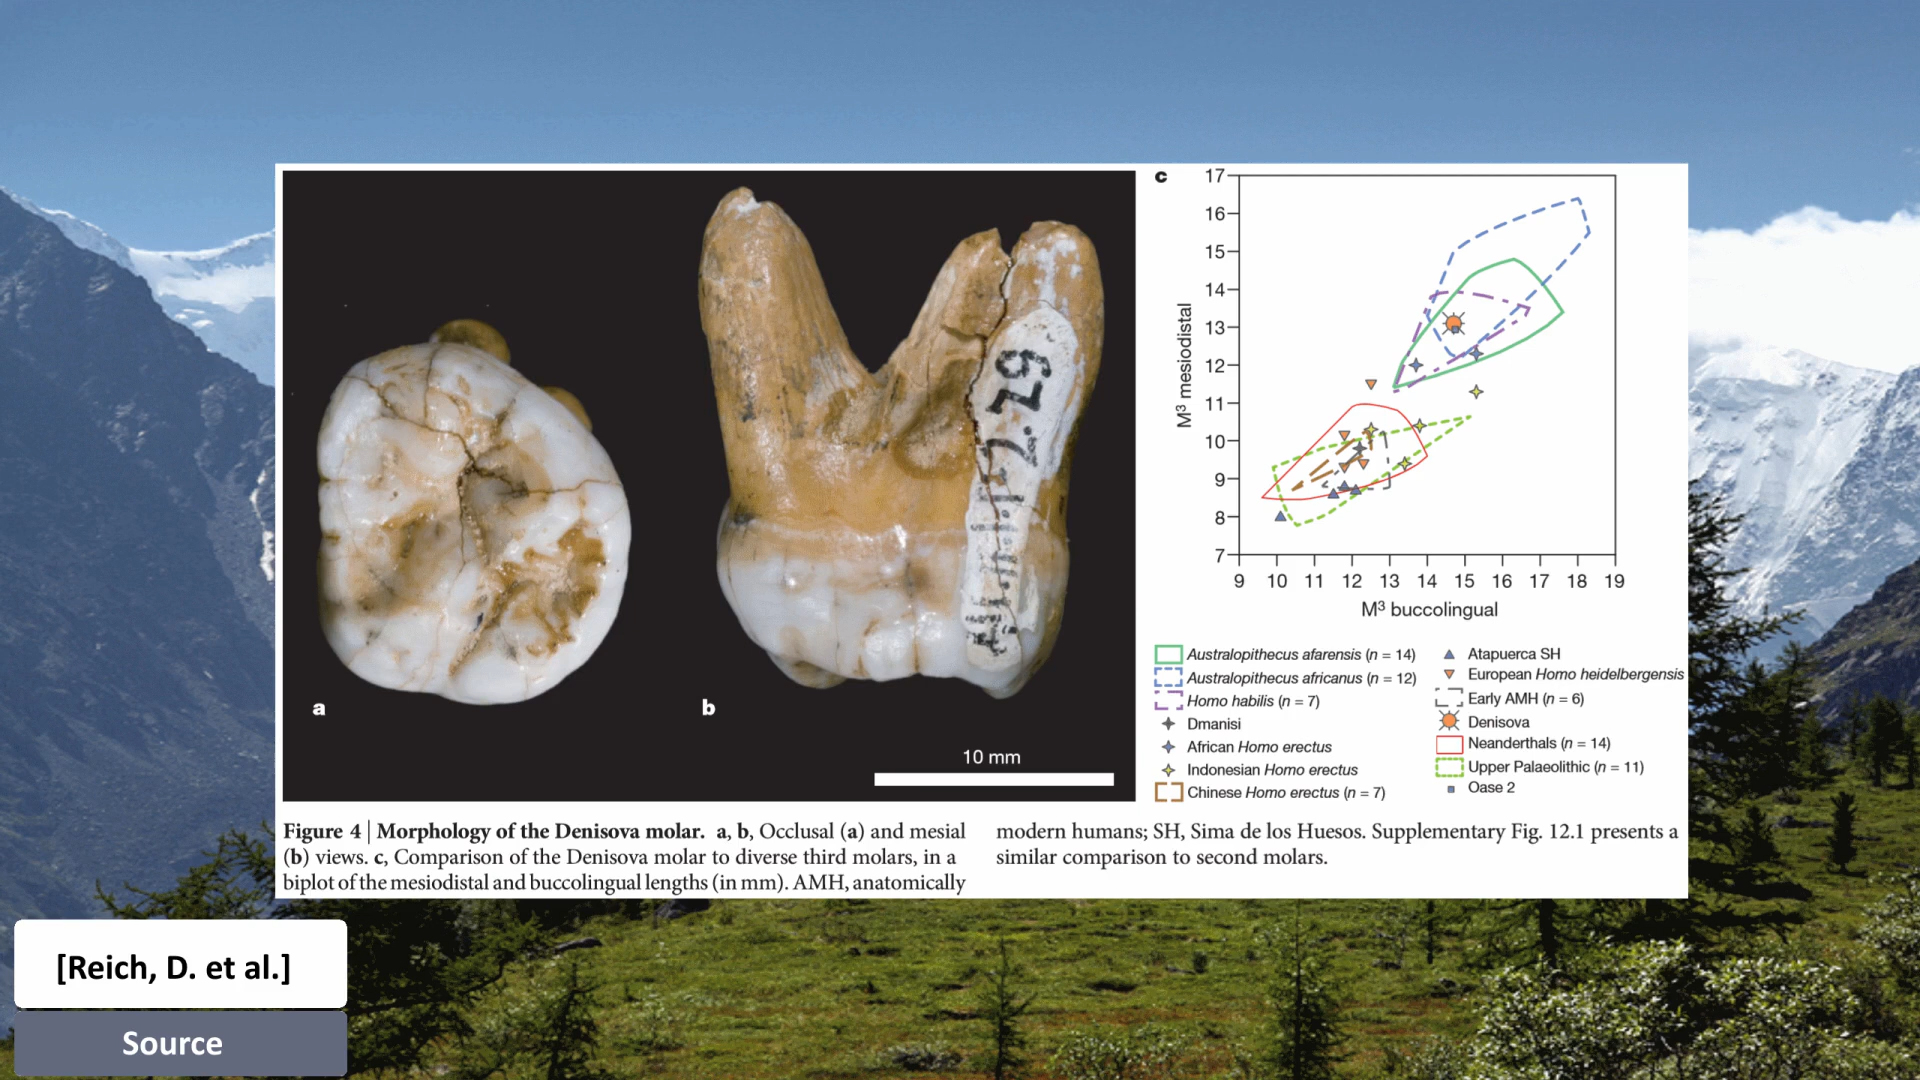 a
b
10 mm
c
17
16
15
14
13
12
11
10
9
8
7
M³ mesiodistal
9 10 11 12 13 14 15 16 17 18 19
M³ buccolingual
Australopithecus afarensis (n = 14)
Australopithecus africanus (n = 12)
Homo habilis (n = 7)
Dmanisi
African Homo erectus
Indonesian Homo erectus
Chinese Homo erectus (n = 7)
Atapuerca SH
European Homo heidelbergensis
Early AMH (n = 6)
Denisova
Neanderthals (n = 14)
Upper Palaeolithic (n = 11)
Oase 2
Figure 4 | Morphology of the Denisova molar. a, b, Occlusal (a) and mesial
(b) views. c, Comparison of the Denisova molar to diverse third molars, in a
biplot of the mesiodistal and buccolingual lengths (in mm). AMH, anatomically
modern humans; SH, Sima de los Huesos. Supplementary Fig. 12.1 presents a
similar comparison to second molars.
[Reich, D. et al.]
Source